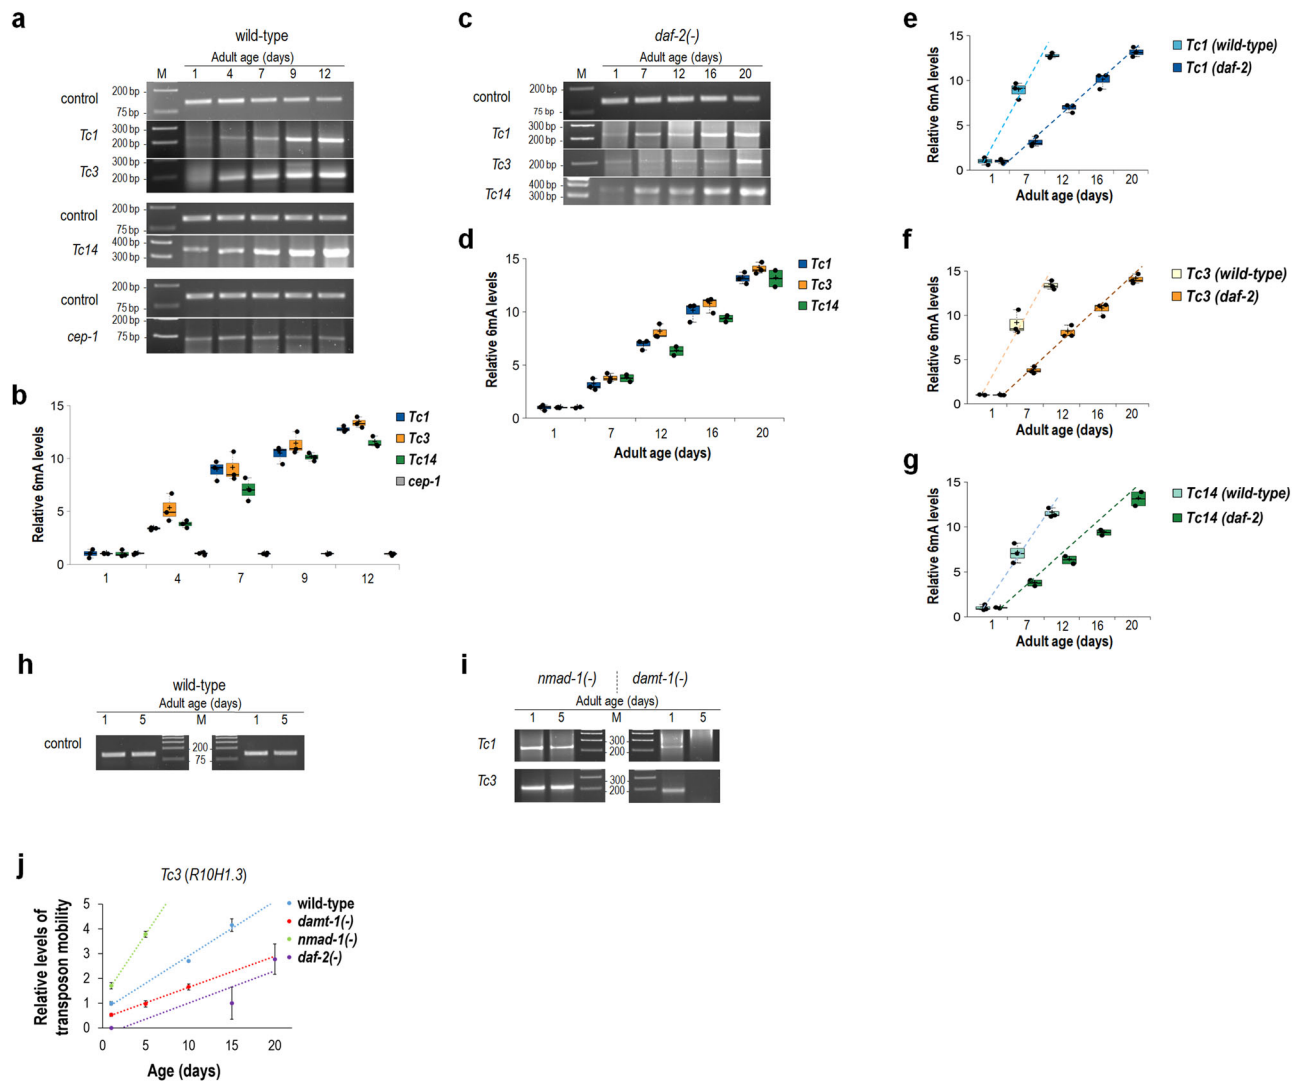 a
wild-type
Adult age (days)
M 1 4 7 9 12
control
200 bp
75 bp
Tc1
300 bp
200 bp
Tc3
300 bp
200 bp
control
200 bp
75 bp
Tc14
400 bp
300 bp
control
200 bp
75 bp
cep-1
200 bp
75 bp
b
Relative 6mA levels
15
10
5
0
1 4 7 9 12
Adult age (days)
Tc1
Tc3
Tc14
cep-1
c
daf-2(-)
Adult age (days)
M 1 7 12 16 20
control
200 bp
75 bp
Tc1
300 bp
200 bp
Tc3
200 bp
Tc14
400 bp
300 bp
d
Relative 6mA levels
15
10
5
0
1 7 12 16 20
Adult age (days)
Tc1
Tc3
Tc14
e
Relative 6mA levels
15
10
5
0
1 7 12 16 20
Adult age (days)
Tc1 (wild-type)
Tc1 (daf-2)
f
Relative 6mA levels
15
10
5
0
1 7 12 16 20
Adult age (days)
Tc3 (wild-type)
Tc3 (daf-2)
g
Relative 6mA levels
15
10
5
0
1 7 12 16 20
Adult age (days)
Tc14 (wild-type)
Tc14 (daf-2)
h
wild-type
Adult age (days)
1 5 M 1 5
control
200
75
i
nmad-1(-) damt-1(-)
Adult age (days)
1 5 M 1 5
Tc1
300
200
Tc3
300
200
j
Tc3 (R10H1.3)
Relative levels of
transposon mobility
5
4
3
2
1
0
0 5 10 15 20
Age (days)
wild-type
damt-1(-)
nmad-1(-)
daf-2(-)